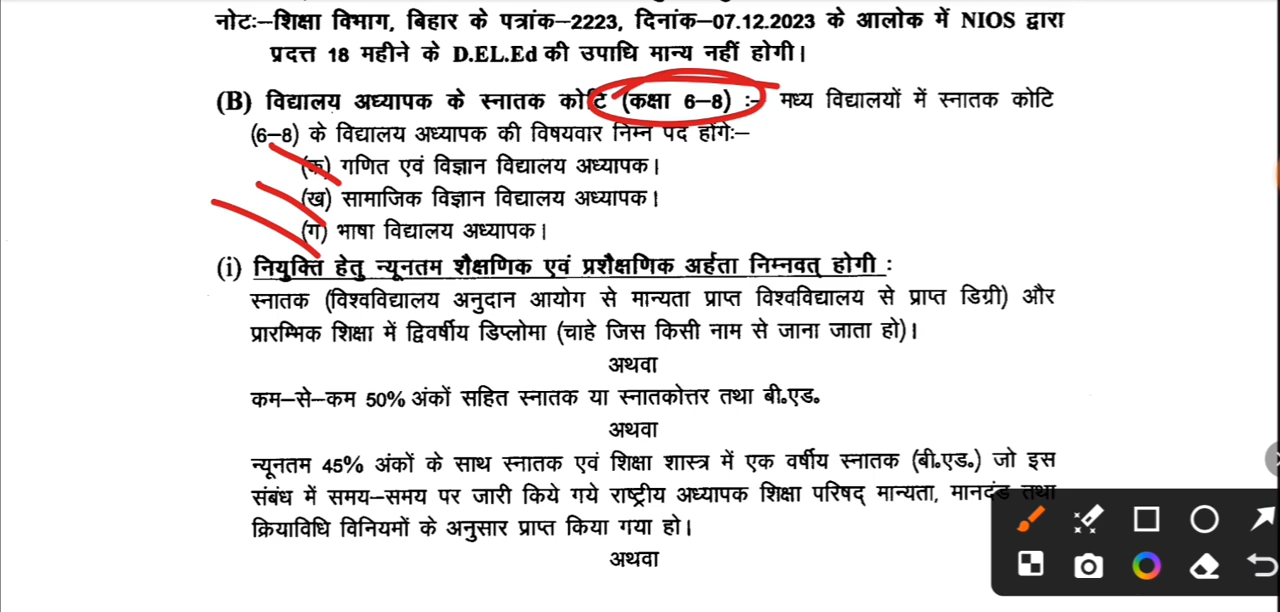 नोटः–शिक्षा विभाग, बिहार के पत्रांक–2223, दिनांक–07.12.2023 के आलोक में NIOS द्वारा
प्रदत्त 18 महीने के D.EL.Ed की उपाधि मान्य नहीं होगी।
(B) विद्यालय अध्यापक के स्नातक कोटि (कक्षा 6–8) :– मध्य विद्यालयों में स्नातक कोटि
(6–8) के विद्यालय अध्यापक की विषयवार निम्न पद होंगेः–
(क) गणित एवं विज्ञान विद्यालय अध्यापक।
(ख) सामाजिक विज्ञान विद्यालय अध्यापक।
(ग) भाषा विद्यालय अध्यापक।
(i) नियुक्ति हेतु न्यूनतम शैक्षणिक एवं प्रशैक्षणिक अर्हता निम्नवत् होगी :
स्नातक (विश्वविद्यालय अनुदान आयोग से मान्यता प्राप्त विश्वविद्यालय से प्राप्त डिग्री) और
प्रारम्भिक शिक्षा में द्विवर्षीय डिप्लोमा (चाहे जिस किसी नाम से जाना जाता हो)।
अथवा
कम–से–कम 50% अंकों सहित स्नातक या स्नातकोत्तर तथा बी०एड०
अथवा
न्यूनतम 45% अंकों के साथ स्नातक एवं शिक्षा शास्त्र में एक वर्षीय स्नातक (बी०एड०) जो इस
संबंध में समय–समय पर जारी किये गये राष्ट्रीय अध्यापक शिक्षा परिषद् मान्यता, मानदंड तथा
क्रियाविधि विनियमों के अनुसार प्राप्त किया गया हो।
अथवा